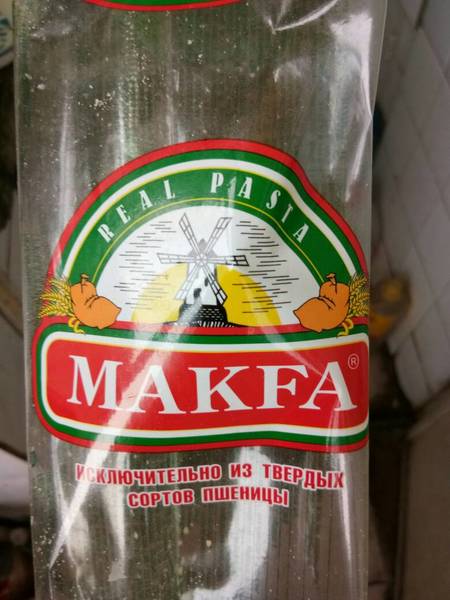 REAL PASTA
MAKFA®
ИСКЛЮЧИТЕЛЬНО ИЗ ТВЕРДЫХ
СОРТОВ ПШЕНИЦЫ